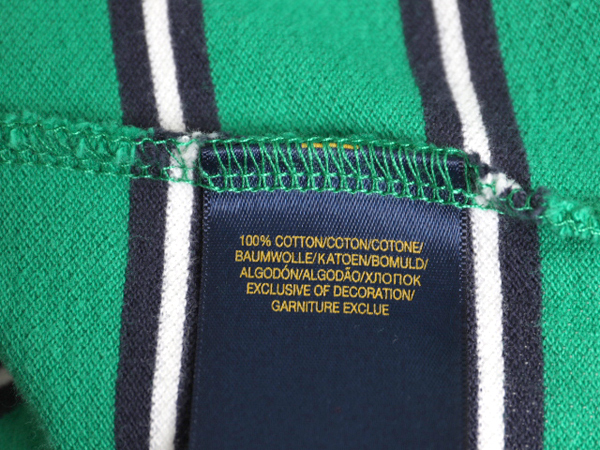 100% COTTON/COTON/COTONE/
BAUMWOLLE/KATOEN/BOMULD/
ALGODÓN/ALGODÃO/ХЛОПОК
EXCLUSIVE OF DECORATION/
GARNITURE EXCLUE